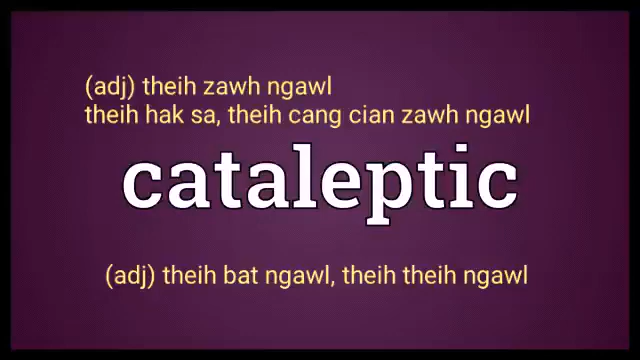 (adj) theih zawh ngawl
theih hak sa, theih cang cian zawh ngawl
cataleptic
(adj) theih bat ngawl, theih theih ngawl